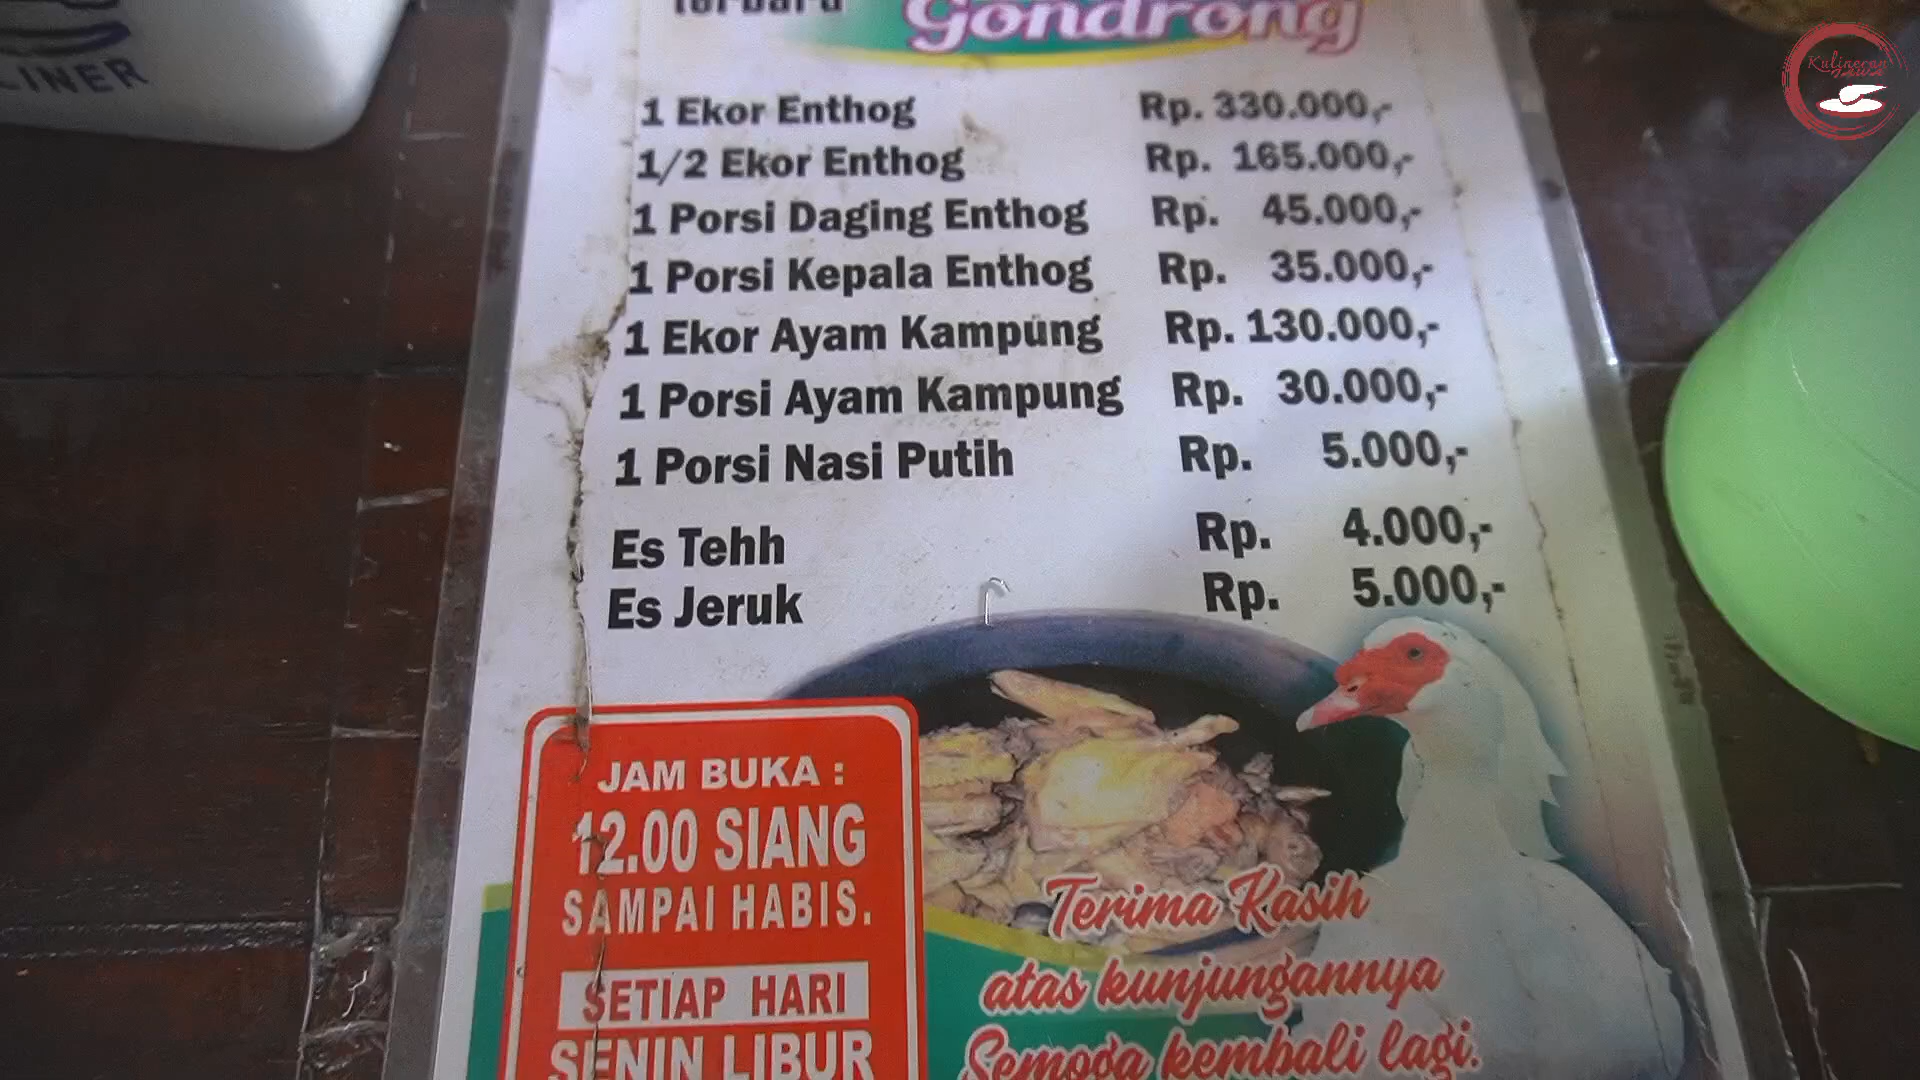 Terbaru
Gondrong
Kulineran
Jawa
LINER
1 Ekor Enthog Rp. 330.000,-
1/2 Ekor Enthog Rp. 165.000,-
1 Porsi Daging Enthog Rp. 45.000,-
1 Porsi Kepala Enthog Rp. 35.000,-
1 Ekor Ayam Kampung Rp. 130.000,-
1 Porsi Ayam Kampung Rp. 30.000,-
1 Porsi Nasi Putih Rp. 5.000,-
Es Tehh Rp. 4.000,-
Es Jeruk Rp. 5.000,-
JAM BUKA :
12.00 SIANG
SAMPAI HABIS.
SETIAP HARI
SENIN LIBUR
Terima Kasih
atas kunjungannya
Semoga kembali lagi.